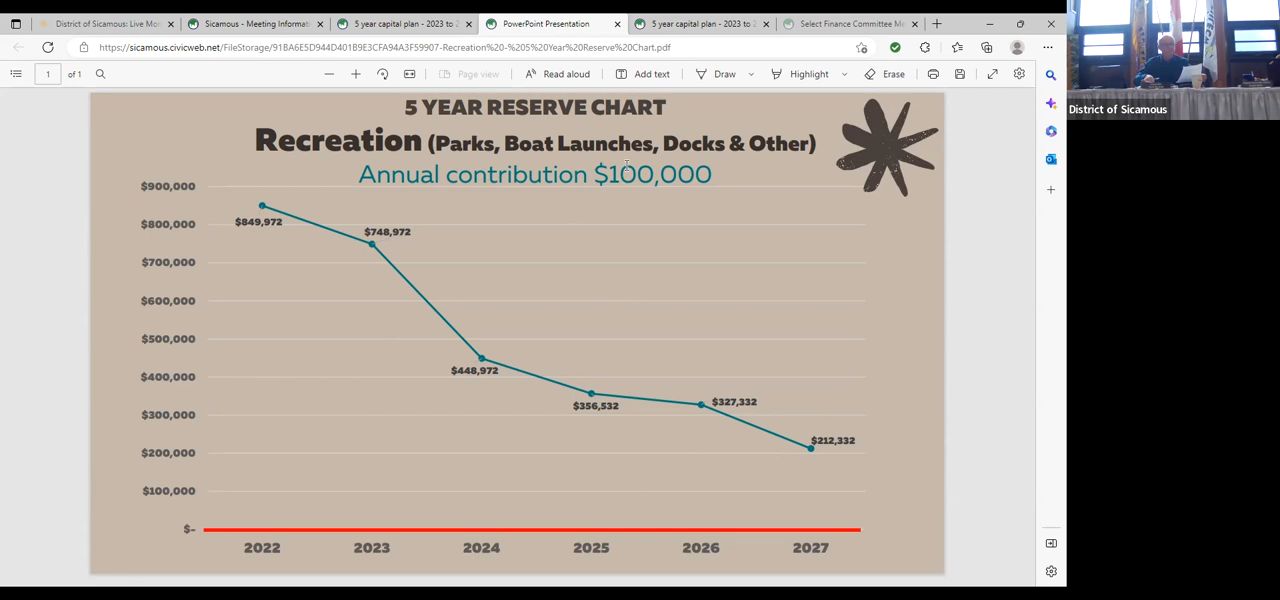 District of Sicamous: Live Mo
Sicamous - Meeting Informat
5 year capital plan - 2023 to 2
PowerPoint Presentation
5 year capital plan - 2023 to 2
Select Finance Committee Me
https://sicamous.civicweb.net/FileStorage/91BA6E5D944D401B9E3CFA94A3F59907-Recreation%20-%205%20Year%20Reserve%20Chart.pdf
1 of 1
Page view
Read aloud
Add text
Draw
Highlight
Erase
District of Sicamous
5 YEAR RESERVE CHART
Recreation (Parks, Boat Launches, Docks & Other)
Annual contribution $100,000
$900,000
$800,000
$700,000
$600,000
$500,000
$400,000
$300,000
$200,000
$100,000
$-
$849,972
$748,972
$448,972
$356,532
$327,332
$212,332
2022 2023 2024 2025 2026 2027